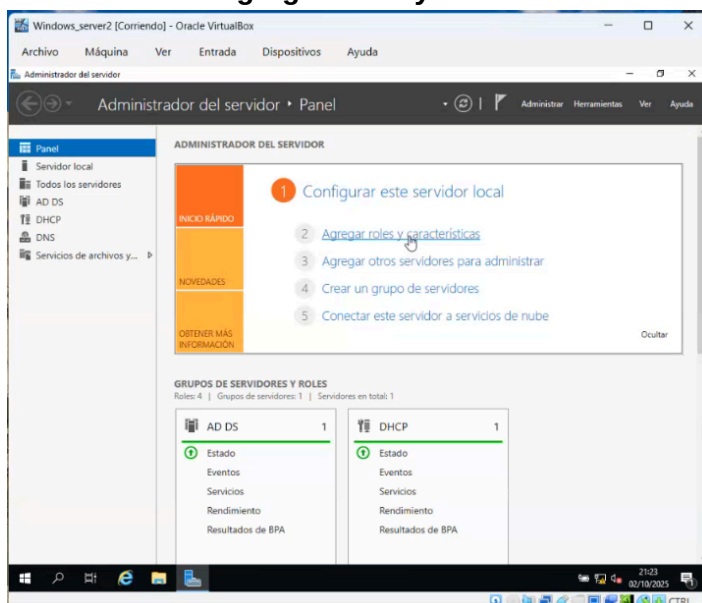 Windows_server2 [Corriendo] - Oracle VirtualBox
Archivo Máquina Ver Entrada Dispositivos Ayuda
Administrador del servidor
Administrador del servidor • Panel
Administrar Herramientas Ver Ayuda
Panel
Servidor local
Todos los servidores
AD DS
DHCP
DNS
Servicios de archivos y...
ADMINISTRADOR DEL SERVIDOR
INICIO RÁPIDO
NOVEDADES
OBTENER MÁS
INFORMACIÓN
1 Configurar este servidor local
2 Agregar roles y características
3 Agregar otros servidores para administrar
4 Crear un grupo de servidores
5 Conectar este servidor a servicios de nube
Ocultar
GRUPOS DE SERVIDORES Y ROLES
Roles: 4 | Grupos de servidores: 1 | Servidores en total: 1
AD DS 1
Estado
Eventos
Servicios
Rendimiento
Resultados de BPA
DHCP 1
Estado
Eventos
Servicios
Rendimiento
Resultados de BPA
21:23
02/10/2025